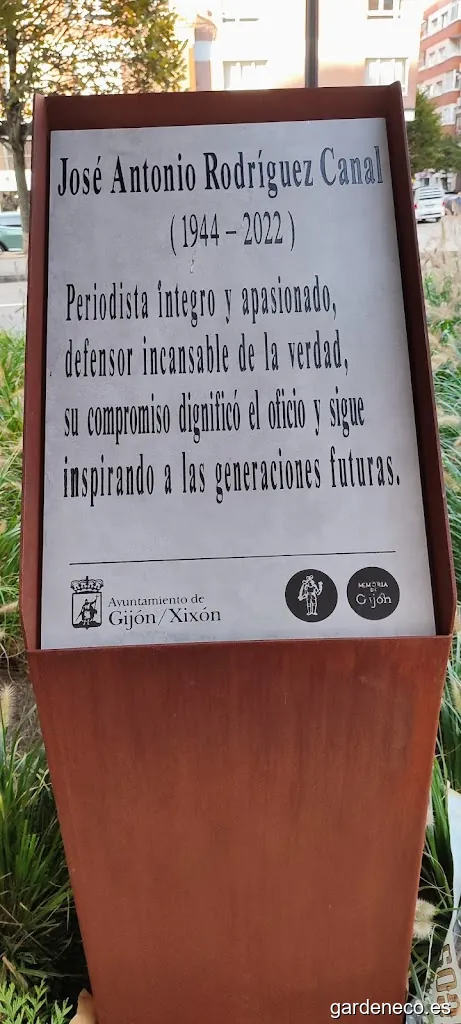 José Antonio Rodríguez Canal
(1944 – 2022)
Periodista íntegro y apasionado,
defensor incansable de la verdad,
su compromiso dignificó el oficio y sigue
inspirando a las generaciones futuras.
Ayuntamiento de
Gijón/Xixón
MEMORIA
DE
Gijón
gardeneco.es